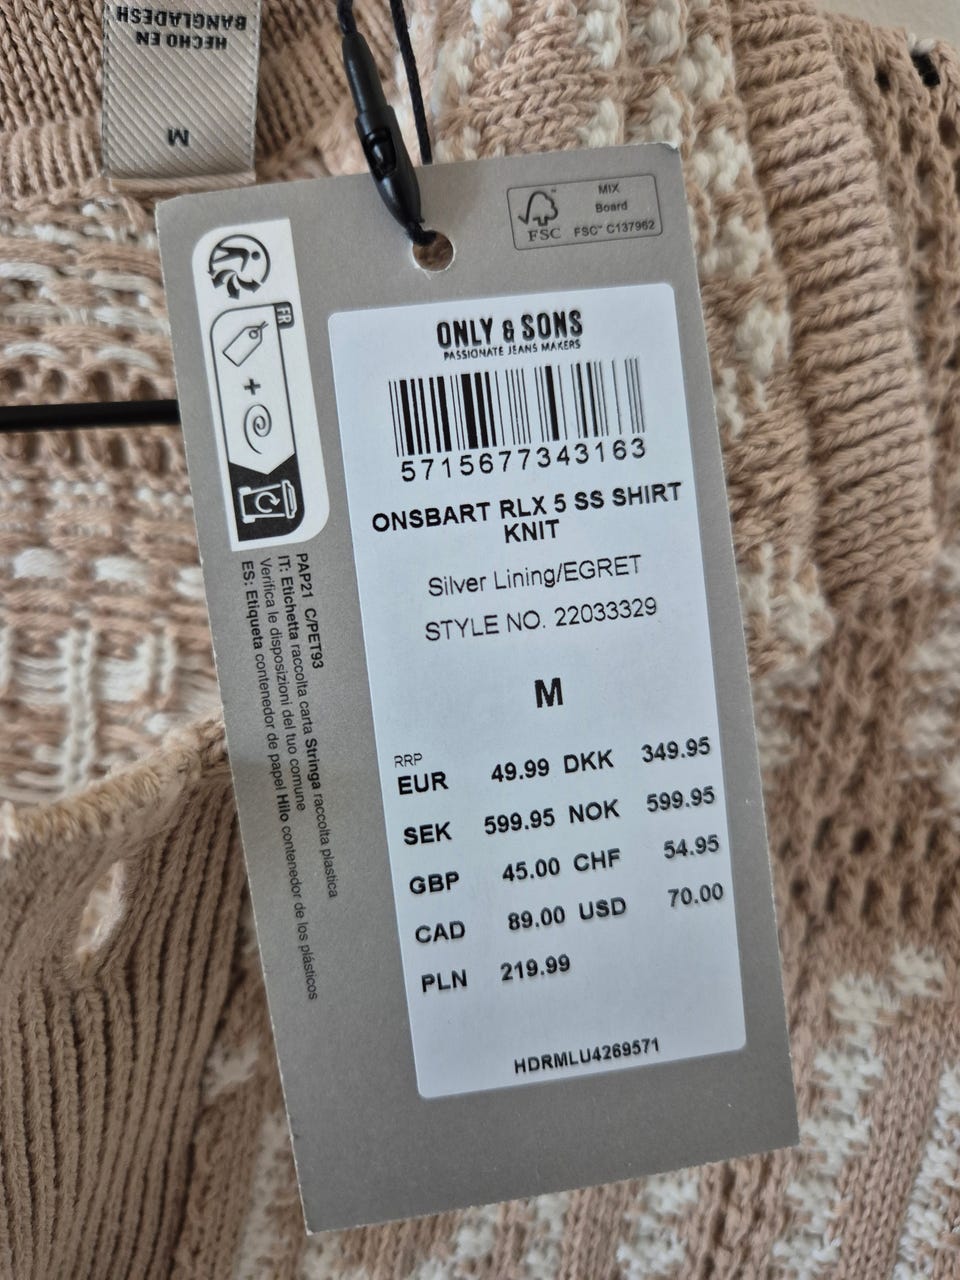 HECHO EN
BANGLADESH
M
FSC™
MIX
Board
FSC™ C137962
FR
+
ONLY & SONS
PASSIONATE JEANS MAKERS
5715677343163
ONSBART RLX 5 SS SHIRT
KNIT
Silver Lining/EGRET
STYLE NO. 22033329
M
RRP
EUR 49.99 DKK 349.95
SEK 599.95 NOK 599.95
GBP 45.00 CHF 54.95
CAD 89.00 USD 70.00
PLN 219.99
HDRMLU4269571
PAP21 C/PET93
IT: Etichetta raccolta carta Stringa raccolta plastica
Verifica le disposizioni del tuo comune
ES: Etiqueta contenedor de papel Hilo contenedor de los plásticos